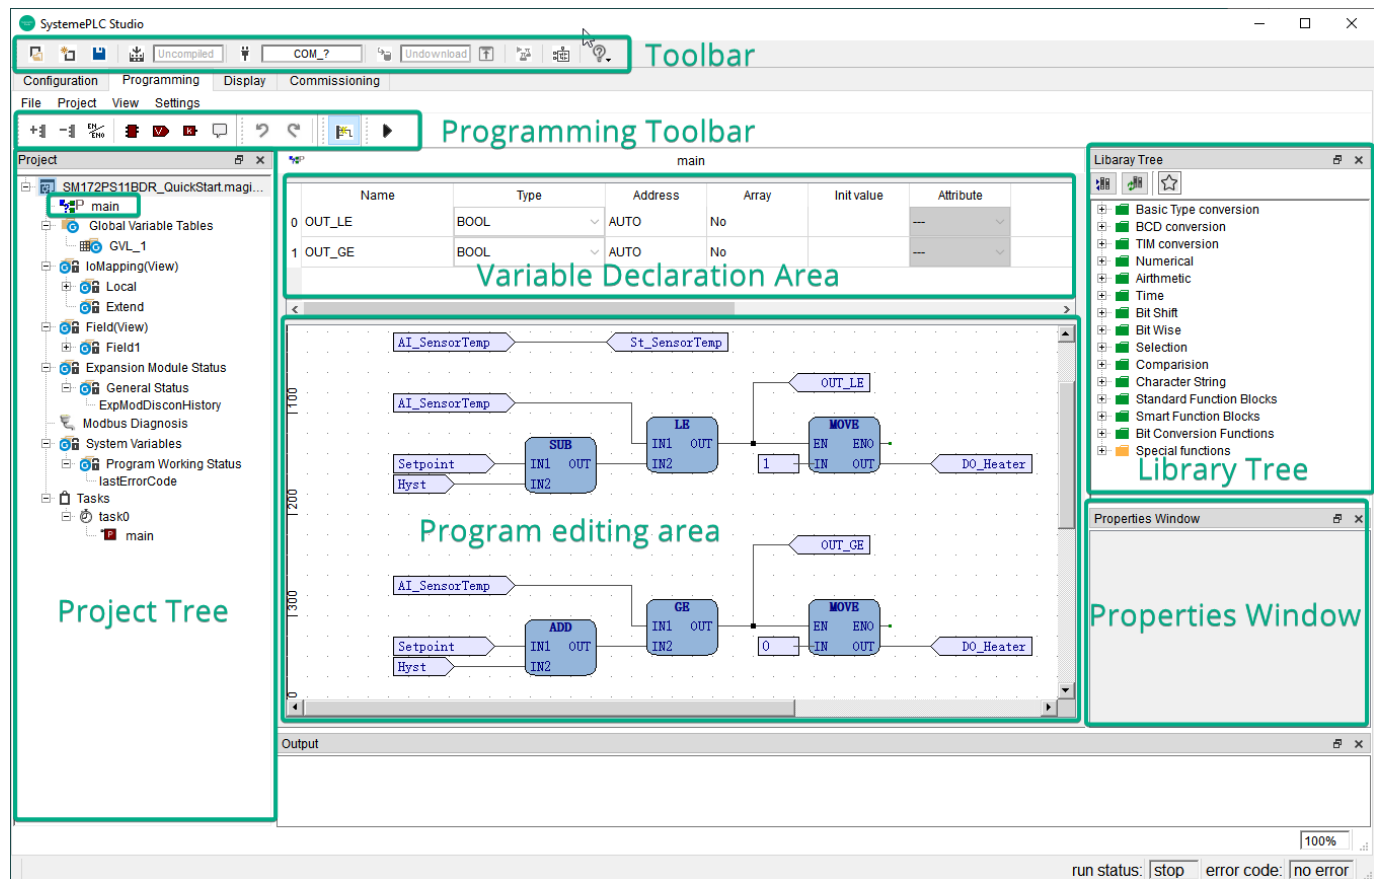 SystemePLC Studio
Uncompiled
COM_?
Undownload
Toolbar
Configuration Programming Display Commissioning
File Project View Settings
EN/ENO
Programming Toolbar
Project
SM172PS11BDR_QuickStart.magi...
main
Global Variable Tables
GVL_1
IoMapping(View)
Local
Extend
Field(View)
Field1
Expansion Module Status
General Status
ExpModDisconHistory
Modbus Diagnosis
System Variables
Program Working Status
lastErrorCode
Tasks
task0
main
Project Tree
main
Name Type Address Array Init value Attribute
0 OUT_LE BOOL AUTO No ---
1 OUT_GE BOOL AUTO No ---
Variable Declaration Area
AI_SensorTemp St_SensorTemp
OUT_LE
100
AI_SensorTemp
LE MOVE
SUB IN1 OUT EN ENO
Setpoint IN1 OUT IN2 1 IN OUT DO_Heater
Hyst IN2
200
Program editing area
OUT_GE
AI_SensorTemp
300
GE MOVE
ADD IN1 OUT EN ENO
Setpoint IN1 OUT IN2 0 IN OUT DO_Heater
Hyst IN2
0
Libaray Tree
Basic Type conversion
BCD conversion
TIM conversion
Numerical
Airthmetic
Time
Bit Shift
Bit Wise
Selection
Comparision
Character String
Standard Function Blocks
Smart Function Blocks
Bit Conversion Functions
Special functions
Library Tree
Properties Window
Properties Window
Output
100%
run status: stop error code: no error